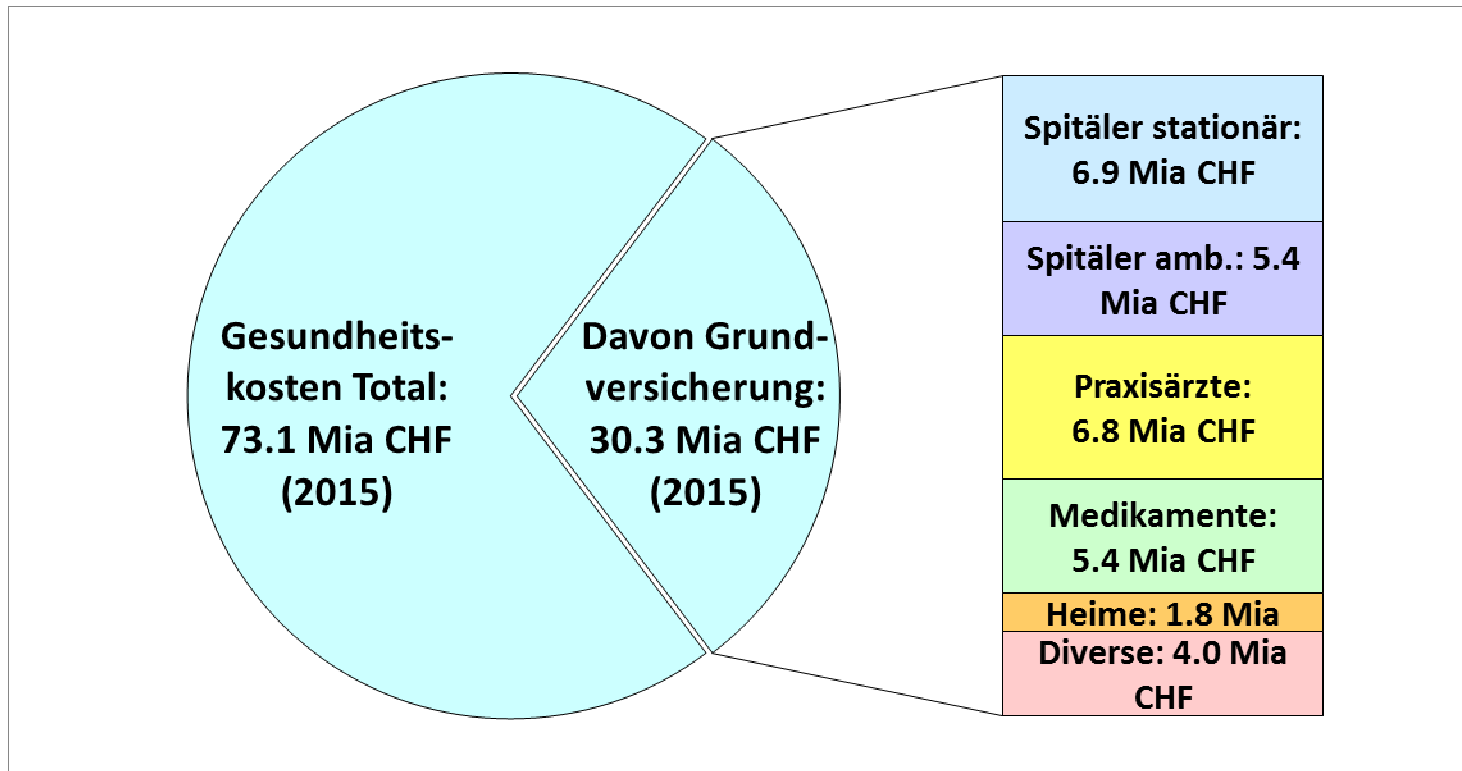 Gesundheits-
kosten Total:
73.1 Mia CHF
(2015)
Davon Grund-
versicherung:
30.3 Mia CHF
(2015)
Spitäler stationär:
6.9 Mia CHF
Spitäler amb.: 5.4
Mia CHF
Praxisärzte:
6.8 Mia CHF
Medikamente:
5.4 Mia CHF
Heime: 1.8 Mia
Diverse: 4.0 Mia
CHF